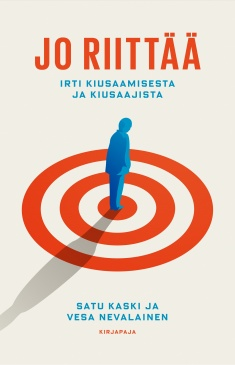 JO RIITTÄÄ
IRTI KIUSAAMISESTA
JA KIUSAAJISTA
SATU KASKI JA
VESA NEVALAINEN
KIRJAPAJA